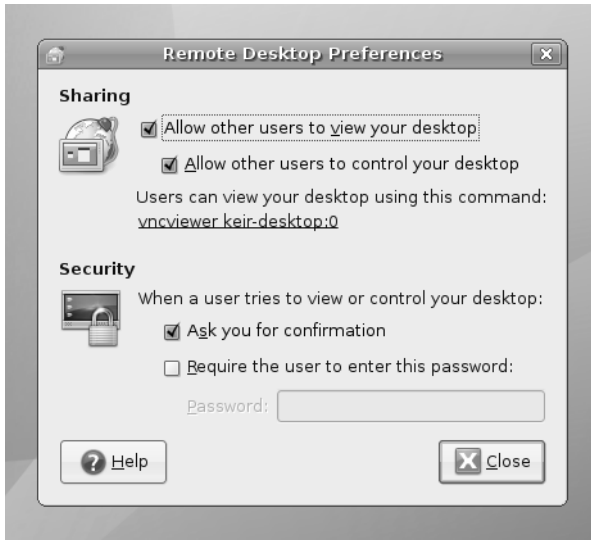 Remote Desktop Preferences
Sharing
Allow other users to view your desktop
Allow other users to control your desktop
Users can view your desktop using this command:
vncviewer keir-desktop:0
Security
When a user tries to view or control your desktop:
Ask you for confirmation
Require the user to enter this password:
Password:
Help
Close